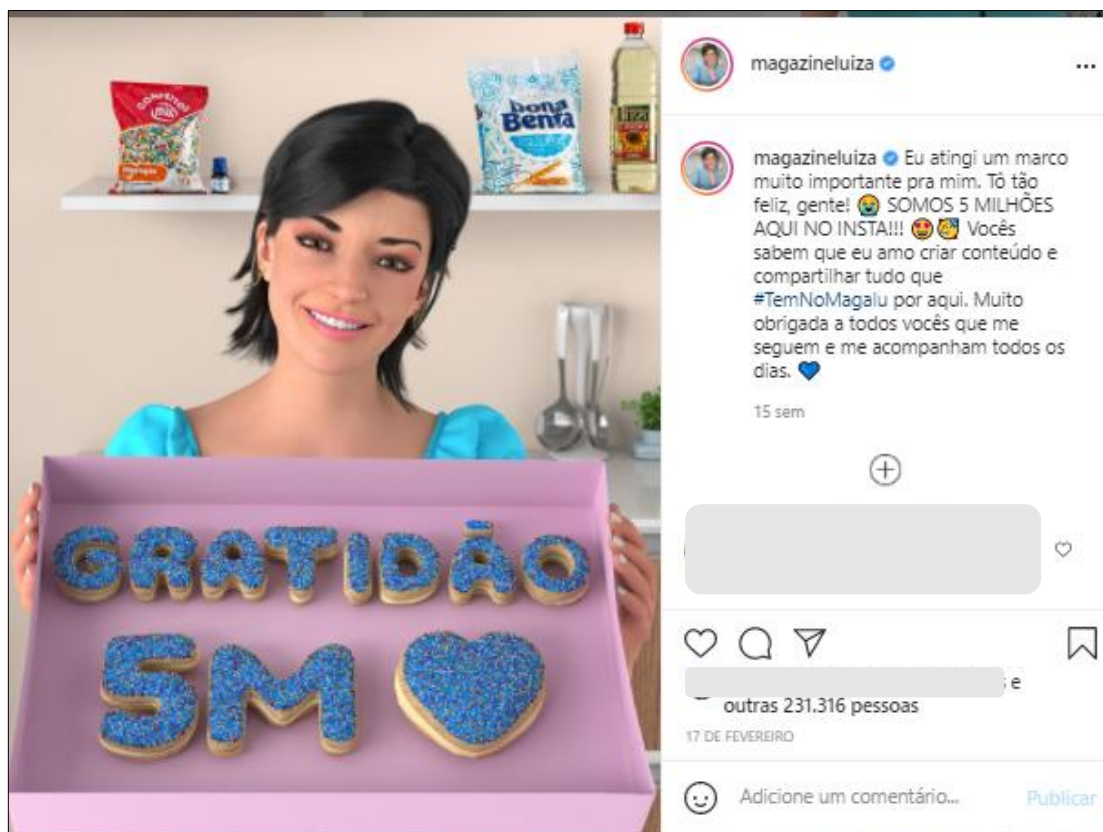 CONFEITOS
mix
Dona
Benta
Liza
GRATIDÃO
5M
magazineluiza
magazineluiza Eu atingi um marco
muito importante pra mim. Tô tão
feliz, gente! 😭 SOMOS 5 MILHÕES
AQUI NO INSTA!!! 😍🥳 Vocês
sabem que eu amo criar conteúdo e
compartilhar tudo que
#TemNoMagalu por aqui. Muito
obrigada a todos vocês que me
seguem e me acompanham todos os
dias. 💙
15 sem
s e
outras 231.316 pessoas
17 DE FEVEREIRO
Adicione um comentário... Publicar